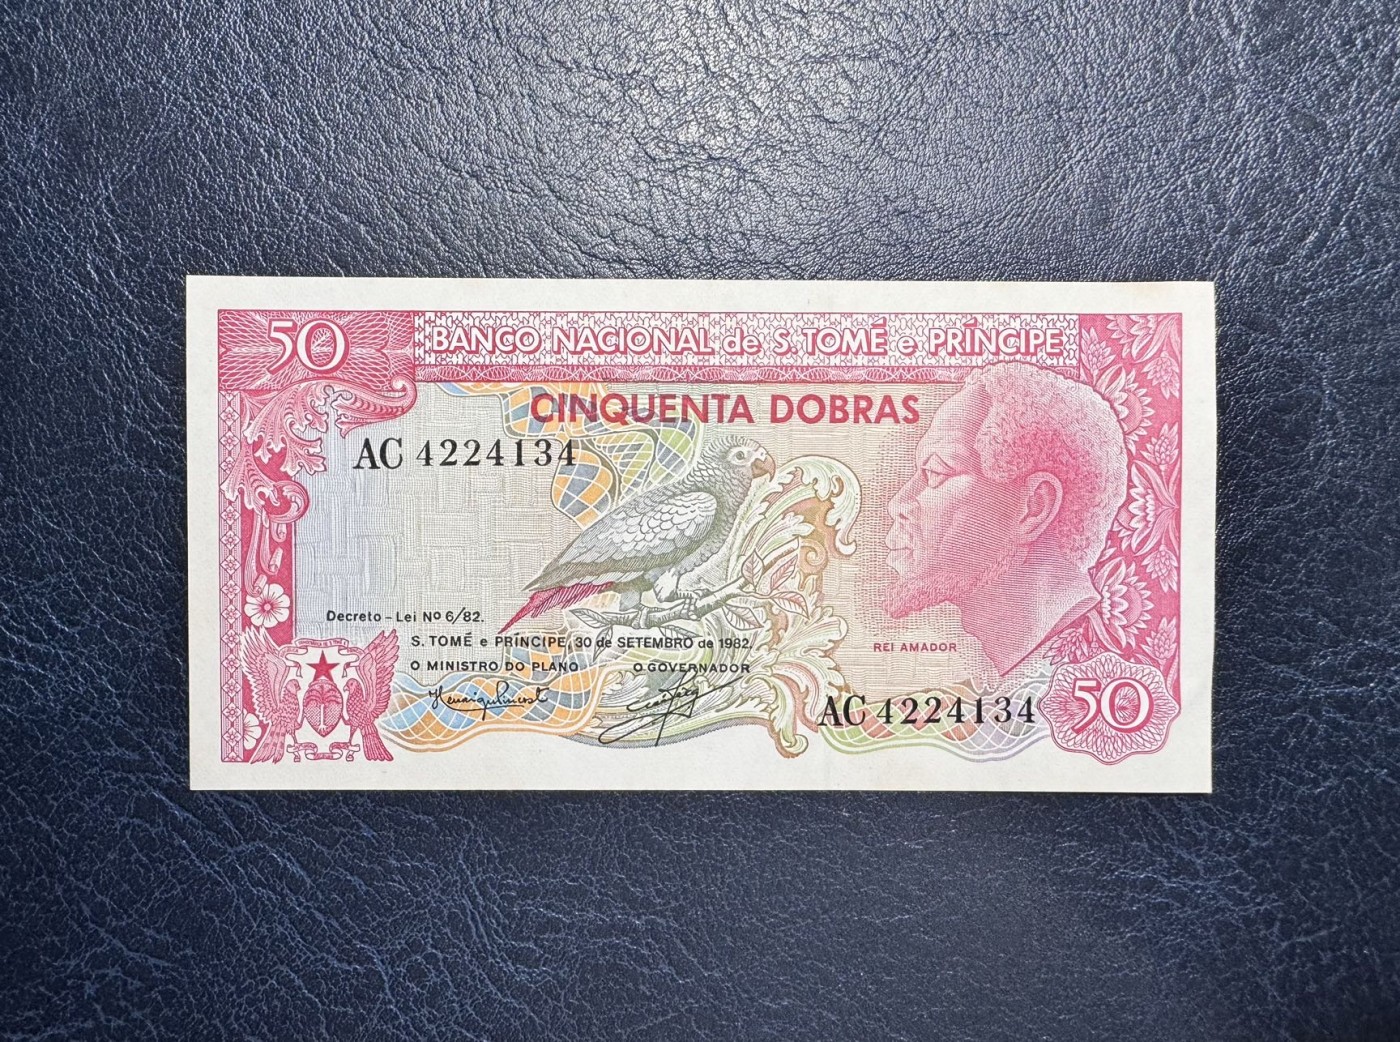 50
BANCO NACIONAL de S. TOMÉ e PRÍNCIPE
CINQUENTA DOBRAS
AC 4224134
Decreto - Lei Nº 6/82.
S. TOMÉ e PRÍNCIPE, 30 de SETEMBRO de 1982.
O MINISTRO DO PLANO O GOVERNADOR
REI AMADOR
AC 4224134
50